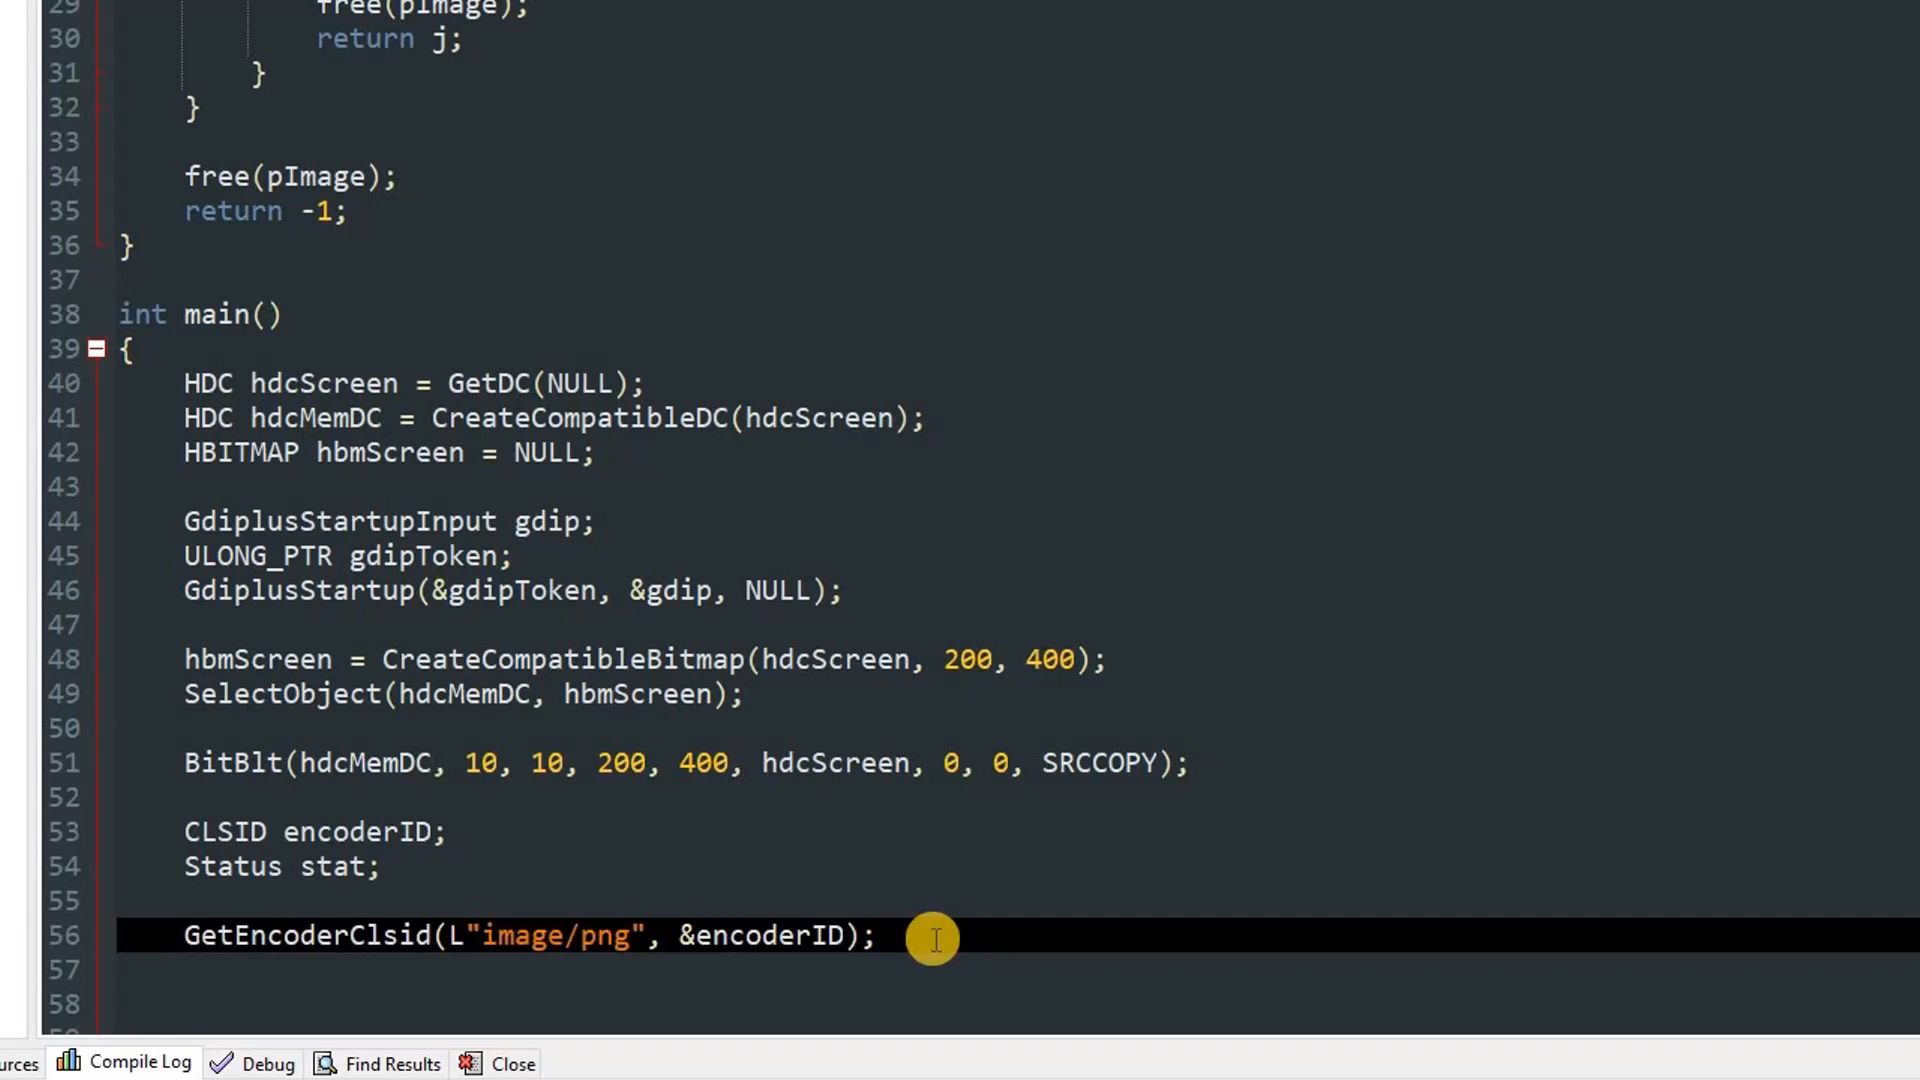 29 free(pImage);
30 return j;
31 }
32 }
33
34 free(pImage);
35 return -1;
36 }
37
38 int main()
39 {
40 HDC hdcScreen = GetDC(NULL);
41 HDC hdcMemDC = CreateCompatibleDC(hdcScreen);
42 HBITMAP hbmScreen = NULL;
43
44 GdiplusStartupInput gdip;
45 ULONG_PTR gdipToken;
46 GdiplusStartup(&gdipToken, &gdip, NULL);
47
48 hbmScreen = CreateCompatibleBitmap(hdcScreen, 200, 400);
49 SelectObject(hdcMemDC, hbmScreen);
50
51 BitBlt(hdcMemDC, 10, 10, 200, 400, hdcScreen, 0, 0, SRCCOPY);
52
53 CLSID encoderID;
54 Status stat;
55
56 GetEncoderClsid(L"image/png", &encoderID);
57
58
urces Compile Log Debug Find Results Close